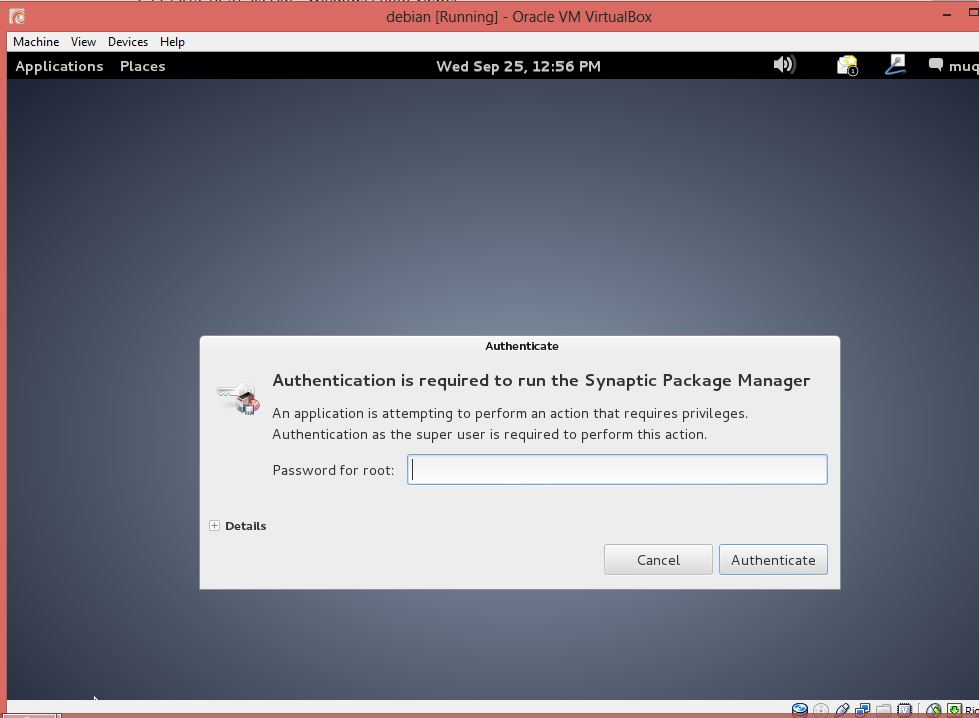 debian [Running] - Oracle VM VirtualBox
Machine View Devices Help
Applications Places Wed Sep 25, 12:56 PM muq
1
Authenticate
Authentication is required to run the Synaptic Package Manager
An application is attempting to perform an action that requires privileges.
Authentication as the super user is required to perform this action.
Password for root:
Details
Cancel Authenticate